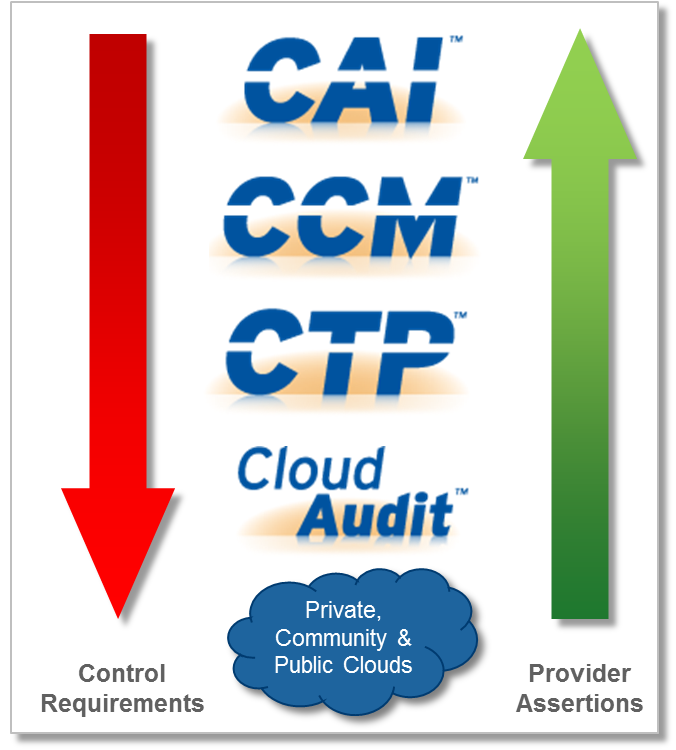 CAI™
CCM™
CTP™
Cloud
Audit™
Private,
Community &
Public Clouds
Control
Requirements
Provider
Assertions